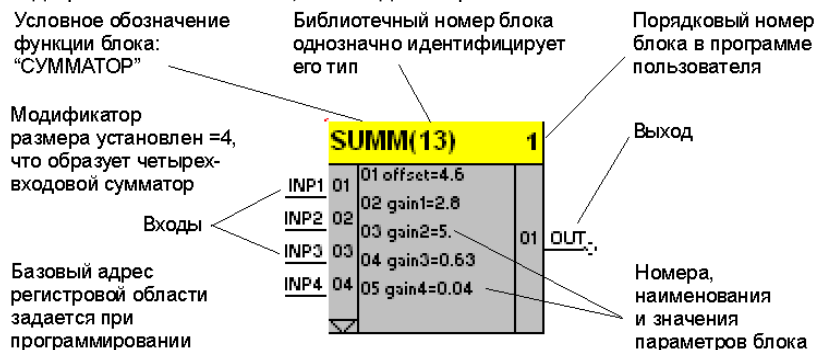 Условное обозначение
функции блока:
“СУММАТОР”
Библиотечный номер блока
однозначно идентифицирует
его тип
Порядковый номер
блока в программе
пользователя
Модификатор
размера установлен =4,
что образует четырех-
входовой сумматор
Входы
Базовый адрес
регистровой области
задается при
программировании
SUMM(13) 1
INP1 01
INP2 02
INP3 03
INP4 04
01 offset=4.6
02 gain1=2.8
03 gain2=5.
04 gain3=0.63
05 gain4=0.04
01 OUT
Выход
Номера,
наименования
и значения
параметров блока